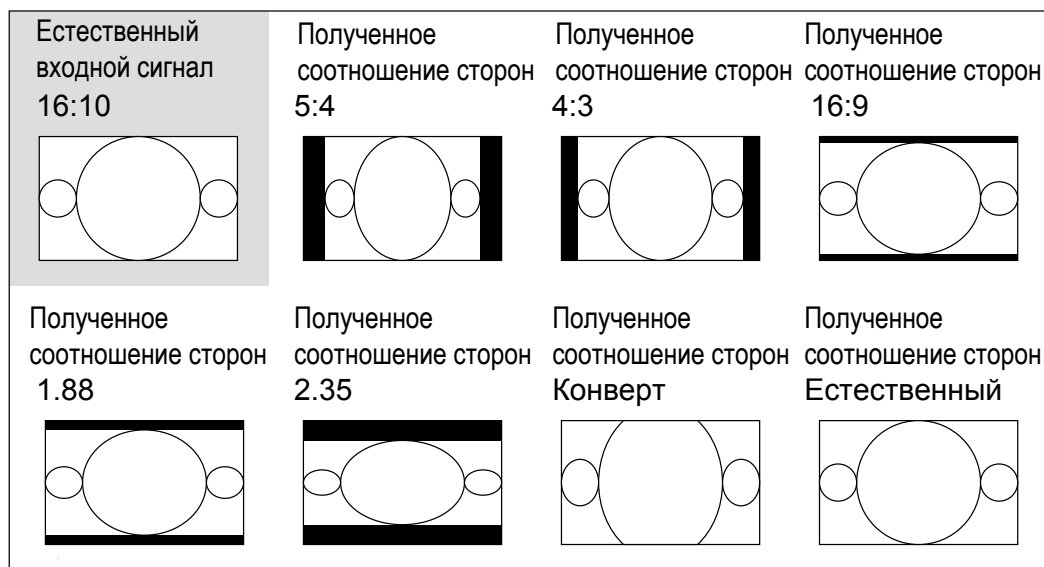 Естественный
входной сигнал
16:10
Полученное
соотношение сторон
5:4
Полученное
соотношение сторон
4:3
Полученное
соотношение сторон
16:9
Полученное
соотношение сторон
1.88
Полученное
соотношение сторон
2.35
Полученное
соотношение сторон
Конверт
Полученное
соотношение сторон
Естественный